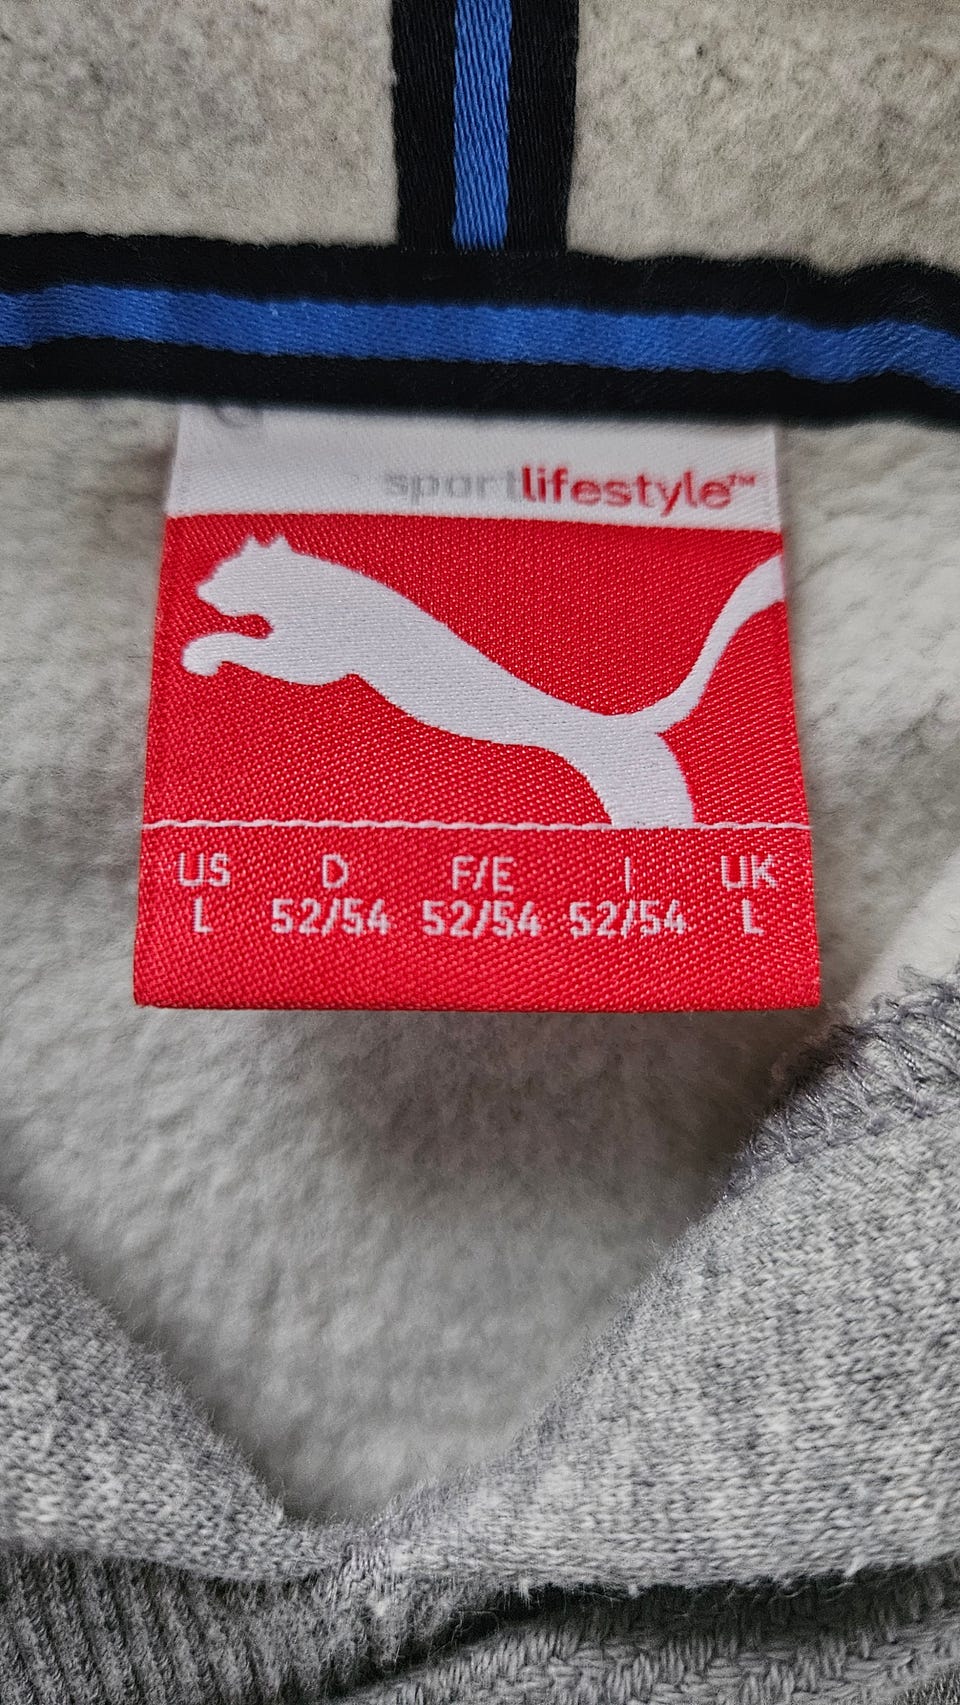 sportlifestyle™
US D F/E I UK
L 52/54 52/54 52/54 L